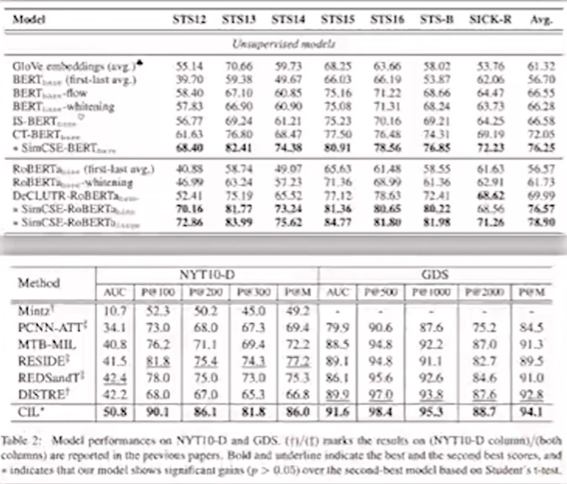 Model STS12 STS13 STS14 STS15 STS16 STS-B SICK-R Avg.
Unsupervised models
GloVe embeddings (avg.)♣ 55.14 70.66 59.73 68.25 63.66 58.02 53.76 61.32
BERTbase (first-last avg.) 39.70 59.38 49.67 66.03 66.19 53.87 62.06 56.70
BERTbase-flow 58.40 67.10 60.85 75.16 71.22 68.66 64.47 66.55
BERTbase-whitening 57.83 66.90 60.90 75.08 71.31 68.24 63.73 66.28
IS-BERTbase♡ 56.77 69.24 61.21 75.23 70.16 69.21 64.25 66.58
CT-BERTbase 61.63 76.80 68.47 77.50 76.48 74.31 69.19 72.05
* SimCSE-BERTbase 68.40 82.41 74.38 80.91 78.56 76.85 72.23 76.25
RoBERTabase (first-last avg.) 40.88 58.74 49.07 65.63 61.48 58.55 61.63 56.57
RoBERTabase-whitening 46.99 63.24 57.23 71.36 68.99 61.36 62.91 61.73
DeCLUTR-RoBERTabase 52.41 75.19 65.52 77.12 78.63 72.41 68.62 69.99
* SimCSE-RoBERTabase 70.16 81.77 73.24 81.36 80.65 80.22 68.56 76.57
* SimCSE-RoBERTalarge 72.86 83.99 75.62 84.77 81.80 81.98 71.26 78.90
Method NYT10-D GDS
AUC P@100 P@200 P@300 P@M AUC P@500 P@1000 P@2000 P@M
Mintz† 10.7 52.3 50.2 45.0 49.2 - - - - -
PCNN-ATT‡ 34.1 73.0 68.0 67.3 69.4 79.9 90.6 87.6 75.2 84.5
MTB-MIL 40.8 76.2 71.1 69.4 72.2 88.5 94.8 92.2 87.0 91.3
RESIDE‡ 41.5 81.8 75.4 74.3 77.2 89.1 94.8 91.1 82.7 89.5
REDSandT‡ 42.4 78.0 75.0 73.0 75.3 86.1 95.6 92.6 84.6 91.0
DISTRE† 42.2 68.0 67.0 65.3 66.8 89.9 97.0 93.8 87.6 92.8
CIL* 50.8 90.1 86.1 81.8 86.0 91.6 98.4 95.3 88.7 94.1
Table 2: Model performances on NYT10-D and GDS. (†)/(‡) marks the results on (NYT10-D column)/(both
columns) are reported in the previous papers. Bold and underline indicate the best and the second best scores, and
* indicates that our model shows significant gains (p > 0.05) over the second-best model based on Student's t-test.